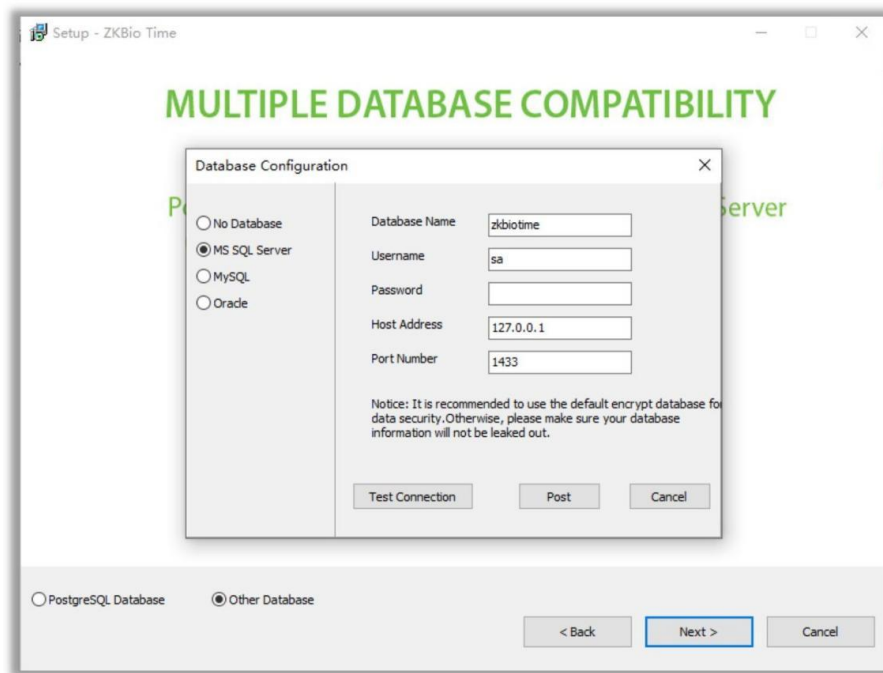 Setup - ZKBio Time
MULTIPLE DATABASE COMPATIBILITY
Server
Database Configuration
No Database
MS SQL Server
MySQL
Oracle
Database Name
zkbiotime
Username
sa
Password
Host Address
127.0.0.1
Port Number
1433
Notice: It is recommended to use the default encrypt database for
data security.Otherwise, please make sure your database
information will not be leaked out.
Test Connection
Post
Cancel
PostgreSQL Database
Other Database
< Back
Next >
Cancel